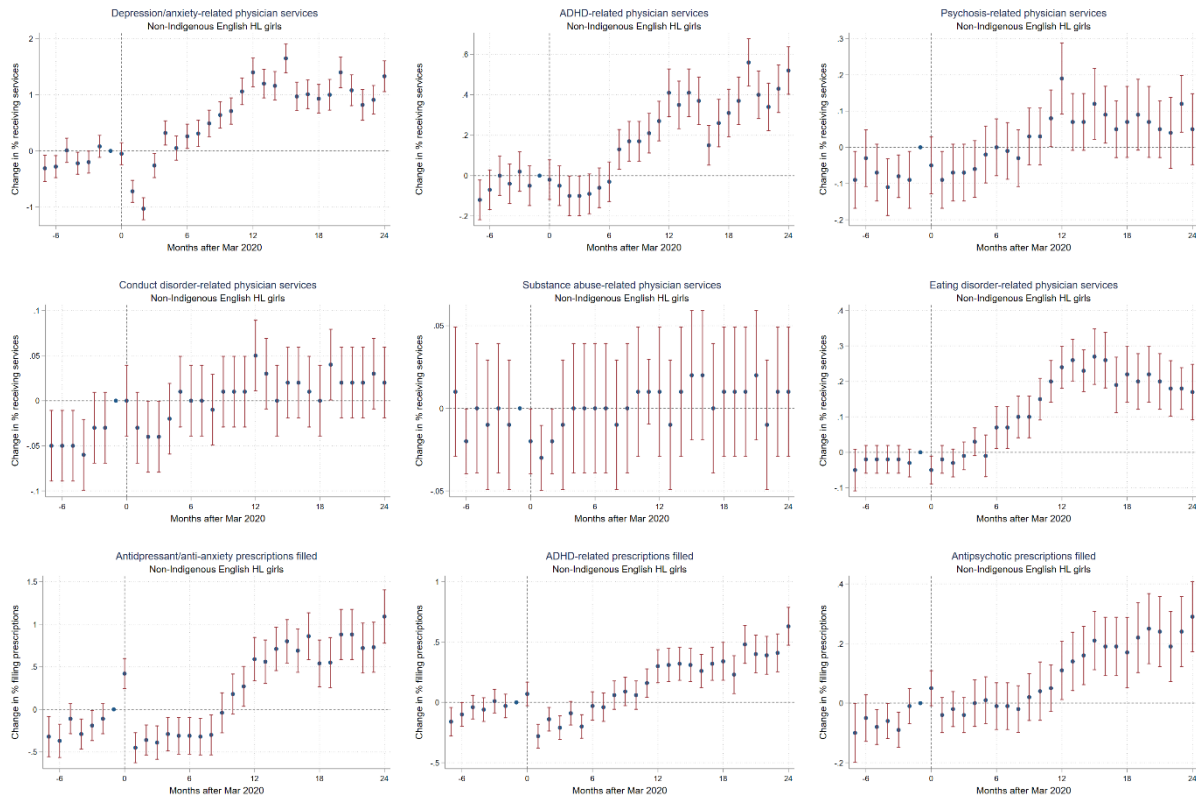 Depression/anxiety-related physician services
Non-Indigenous English HL girls
Change in % receiving services
2
1
0
-1
-6
0
6
12
18
24
Months after Mar 2020
ADHD-related physician services
Non-Indigenous English HL girls
Change in % receiving services
.6
.4
.2
0
-.2
-6
0
6
12
18
24
Months after Mar 2020
Psychosis-related physician services
Non-Indigenous English HL girls
Change in % receiving services
.3
.2
.1
0
-.1
-.2
-6
0
6
12
18
24
Months after Mar 2020
Conduct disorder-related physician services
Non-Indigenous English HL girls
Change in % receiving services
.1
.05
0
-.05
-.1
-6
0
6
12
18
24
Months after Mar 2020
Substance abuse-related physician services
Non-Indigenous English HL girls
Change in % receiving services
.05
0
-.05
-6
0
6
12
18
24
Months after Mar 2020
Eating disorder-related physician services
Non-Indigenous English HL girls
Change in % receiving services
.4
.3
.2
.1
0
-.1
-6
0
6
12
18
24
Months after Mar 2020
Antidpressant/anti-anxiety prescriptions filled
Non-Indigenous English HL girls
Change in % filling prescriptions
1.5
1
.5
0
-.5
-6
0
6
12
18
24
Months after Mar 2020
ADHD-related prescriptions filled
Non-Indigenous English HL girls
Change in % filling prescriptions
1
.5
0
-.5
-6
0
6
12
18
24
Months after Mar 2020
Antipsychotic prescriptions filled
Non-Indigenous English HL girls
Change in % filling prescriptions
.4
.2
0
-.2
-6
0
6
12
18
24
Months after Mar 2020